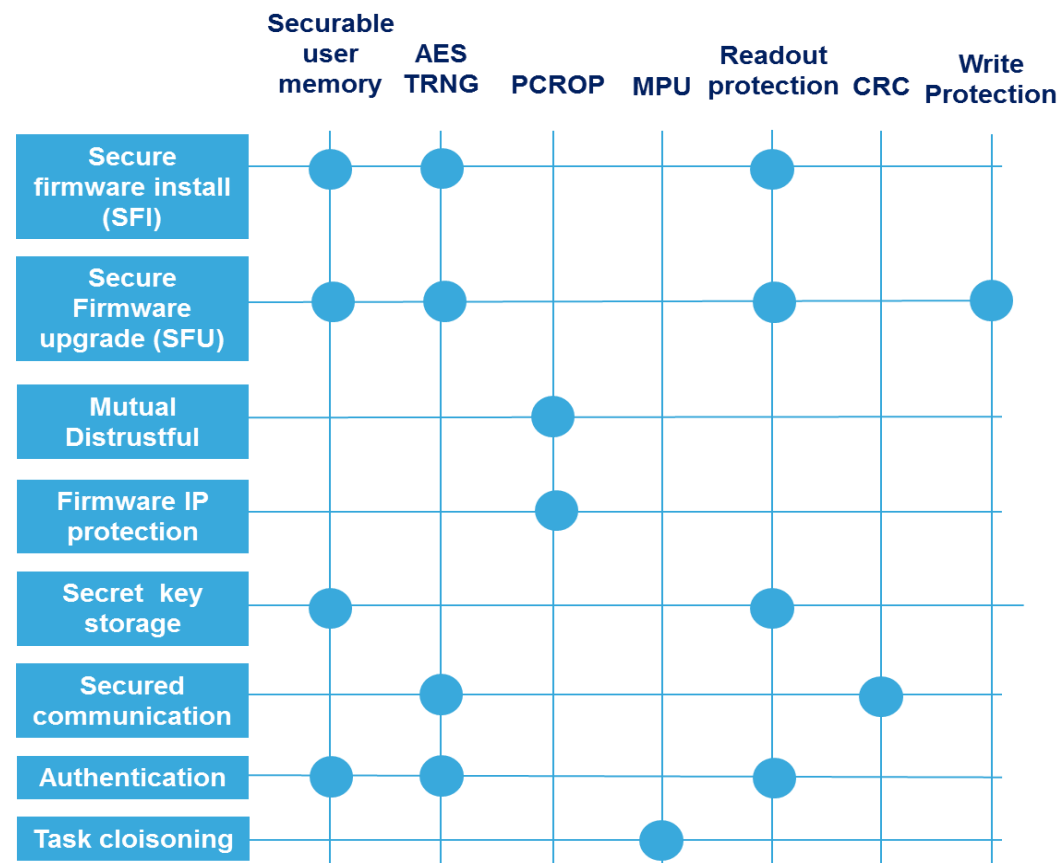 Securable
user
memory
AES
TRNG
PCROP
MPU
Readout
protection
CRC
Write
Protection
Secure
firmware install
(SFI)
Secure
Firmware
upgrade (SFU)
Mutual
Distrustful
Firmware IP
protection
Secret key
storage
Secured
communication
Authentication
Task cloisoning